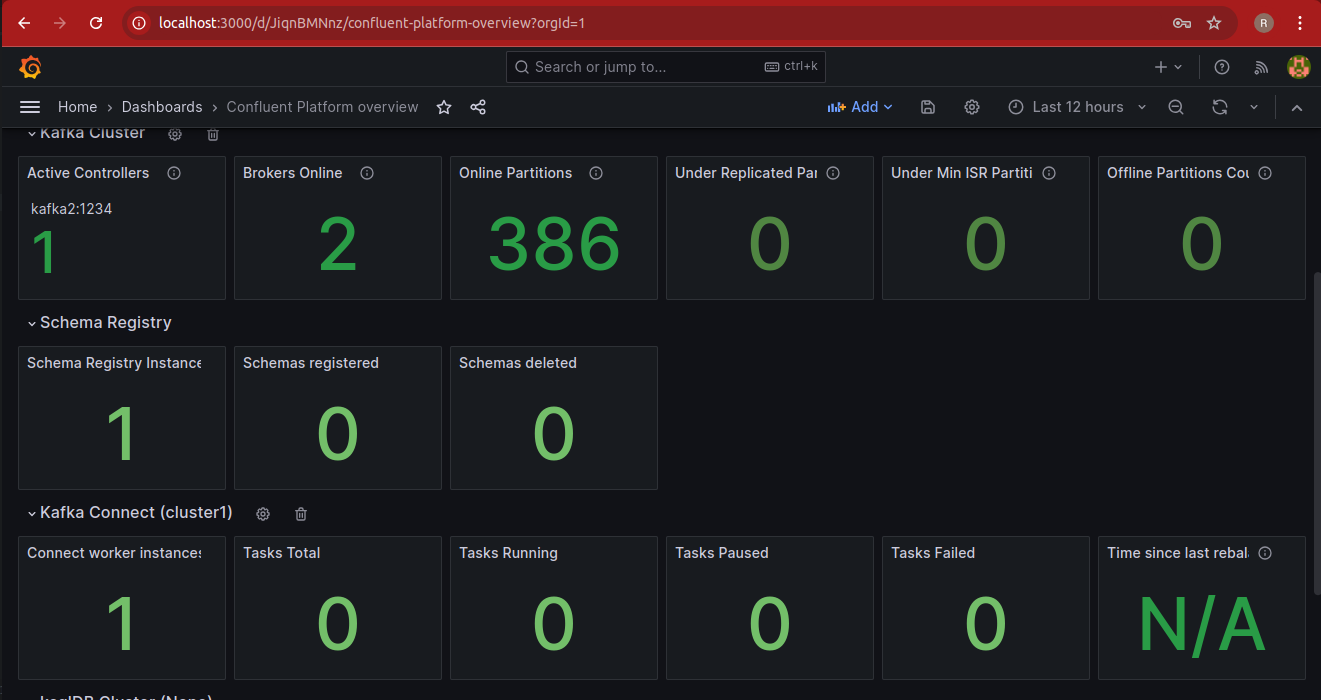 localhost:3000/d/JiqnBMNnz/confluent-platform-overview?orgId=1
R
Search or jump to...
ctrl+k
Home › Dashboards › Confluent Platform overview
Add
Last 12 hours
Kafka Cluster
Active Controllers
kafka2:1234
1
Brokers Online
2
Online Partitions
386
Under Replicated Par
0
Under Min ISR Partiti
0
Offline Partitions Cou
0
Schema Registry
Schema Registry Instance
1
Schemas registered
0
Schemas deleted
0
Kafka Connect (cluster1)
Connect worker instances
1
Tasks Total
0
Tasks Running
0
Tasks Paused
0
Tasks Failed
0
Time since last rebal
N/A
ksqlDB Cluster (None)